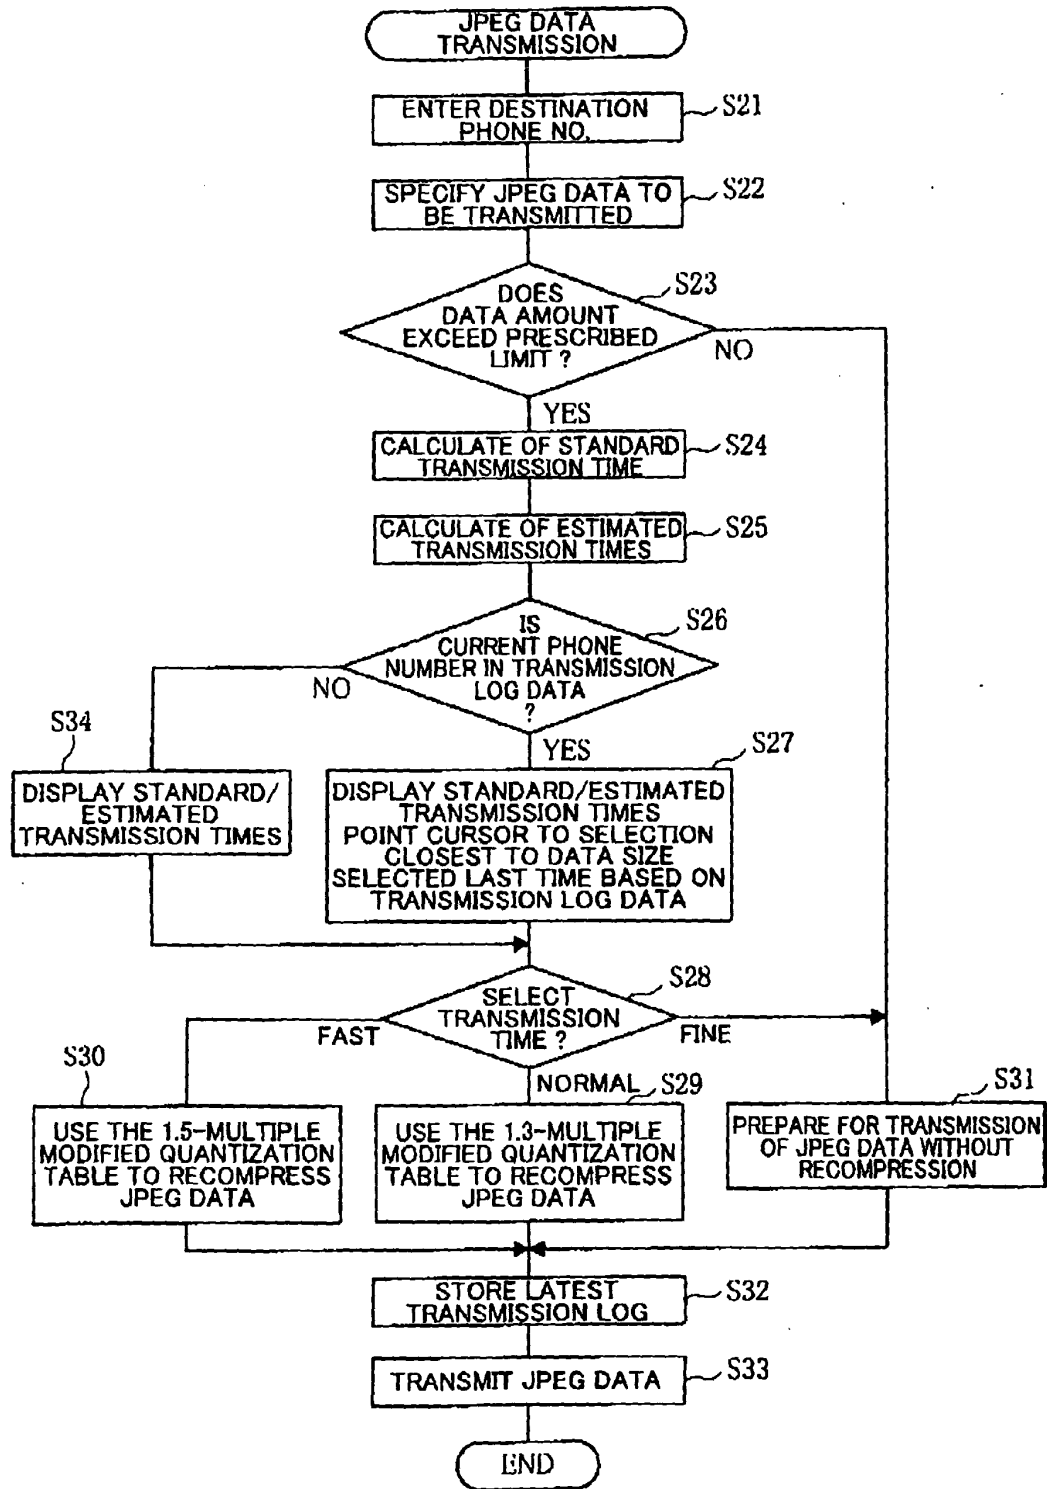 JPEG DATA
TRANSMISSION
ENTER DESTINATION
PHONE NO.
S21
SPECIFY JPEG DATA TO
BE TRANSMITTED
S22
DOES
DATA AMOUNT
EXCEED PRESCRIBED
LIMIT ?
S23
NO
YES
CALCULATE OF STANDARD
TRANSMISSION TIME
S24
CALCULATE OF ESTIMATED
TRANSMISSION TIMES
S25
IS
CURRENT PHONE
NUMBER IN TRANSMISSION
LOG DATA
?
S26
NO
YES
S34
DISPLAY STANDARD/
ESTIMATED
TRANSMISSION TIMES
S27
DISPLAY STANDARD/ESTIMATED
TRANSMISSION TIMES
POINT CURSOR TO SELECTION
CLOSEST TO DATA SIZE
SELECTED LAST TIME BASED ON
TRANSMISSION LOG DATA
S28
SELECT
TRANSMISSION
TIME ?
FAST
FINE
NORMAL
S30
USE THE 1.5-MULTIPLE
MODIFIED QUANTIZATION
TABLE TO RECOMPRESS
JPEG DATA
S29
USE THE 1.3-MULTIPLE
MODIFIED QUANTIZATION
TABLE TO RECOMPRESS
JPEG DATA
S31
PREPARE FOR TRANSMISSION
OF JPEG DATA WITHOUT
RECOMPRESSION
STORE LATEST
TRANSMISSION LOG
S32
TRANSMIT JPEG DATA
S33
END